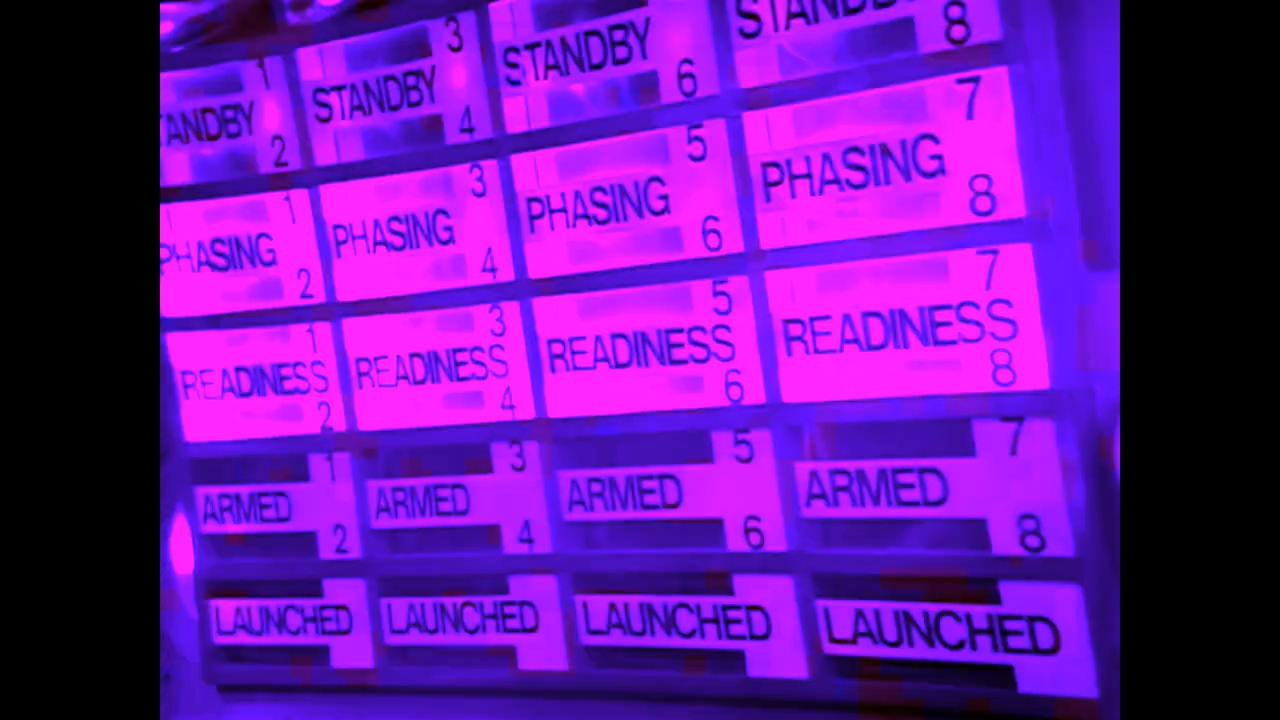 1 3 STANDBY
TANDBY STANDBY STANDBY 8
2 4 6
1 3 5 7
PHASING PHASING PHASING PHASING
2 4 6 8
1 3 5 7
READINESS READINESS READINESS READINESS
2 4 6 8
1 3 5 7
ARMED ARMED ARMED ARMED
2 4 6 8
LAUNCHED LAUNCHED LAUNCHED LAUNCHED